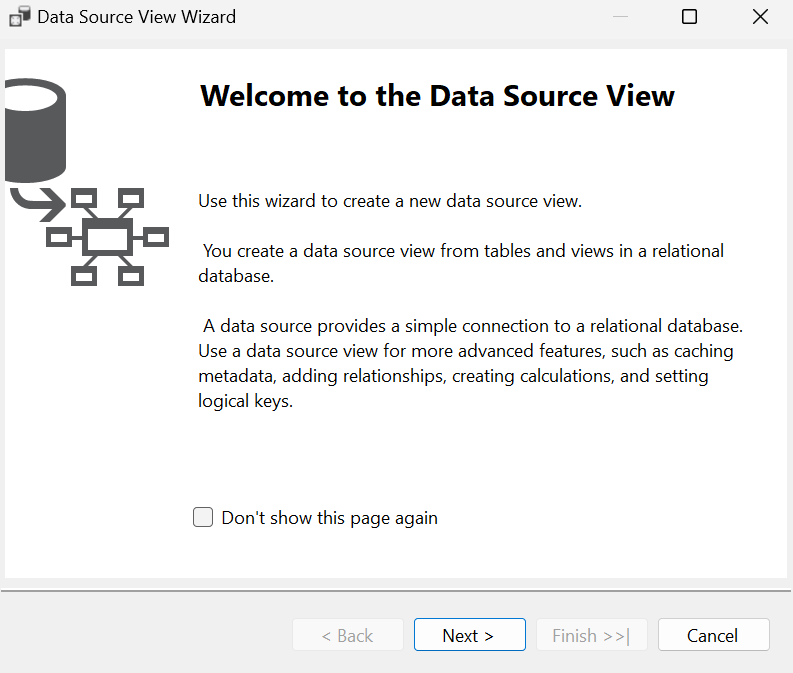 Data Source View Wizard
Welcome to the Data Source View
Use this wizard to create a new data source view.
You create a data source view from tables and views in a relational
database.
A data source provides a simple connection to a relational database.
Use a data source view for more advanced features, such as caching
metadata, adding relationships, creating calculations, and setting
logical keys.
Don't show this page again
< Back
Next >
Finish >>|
Cancel